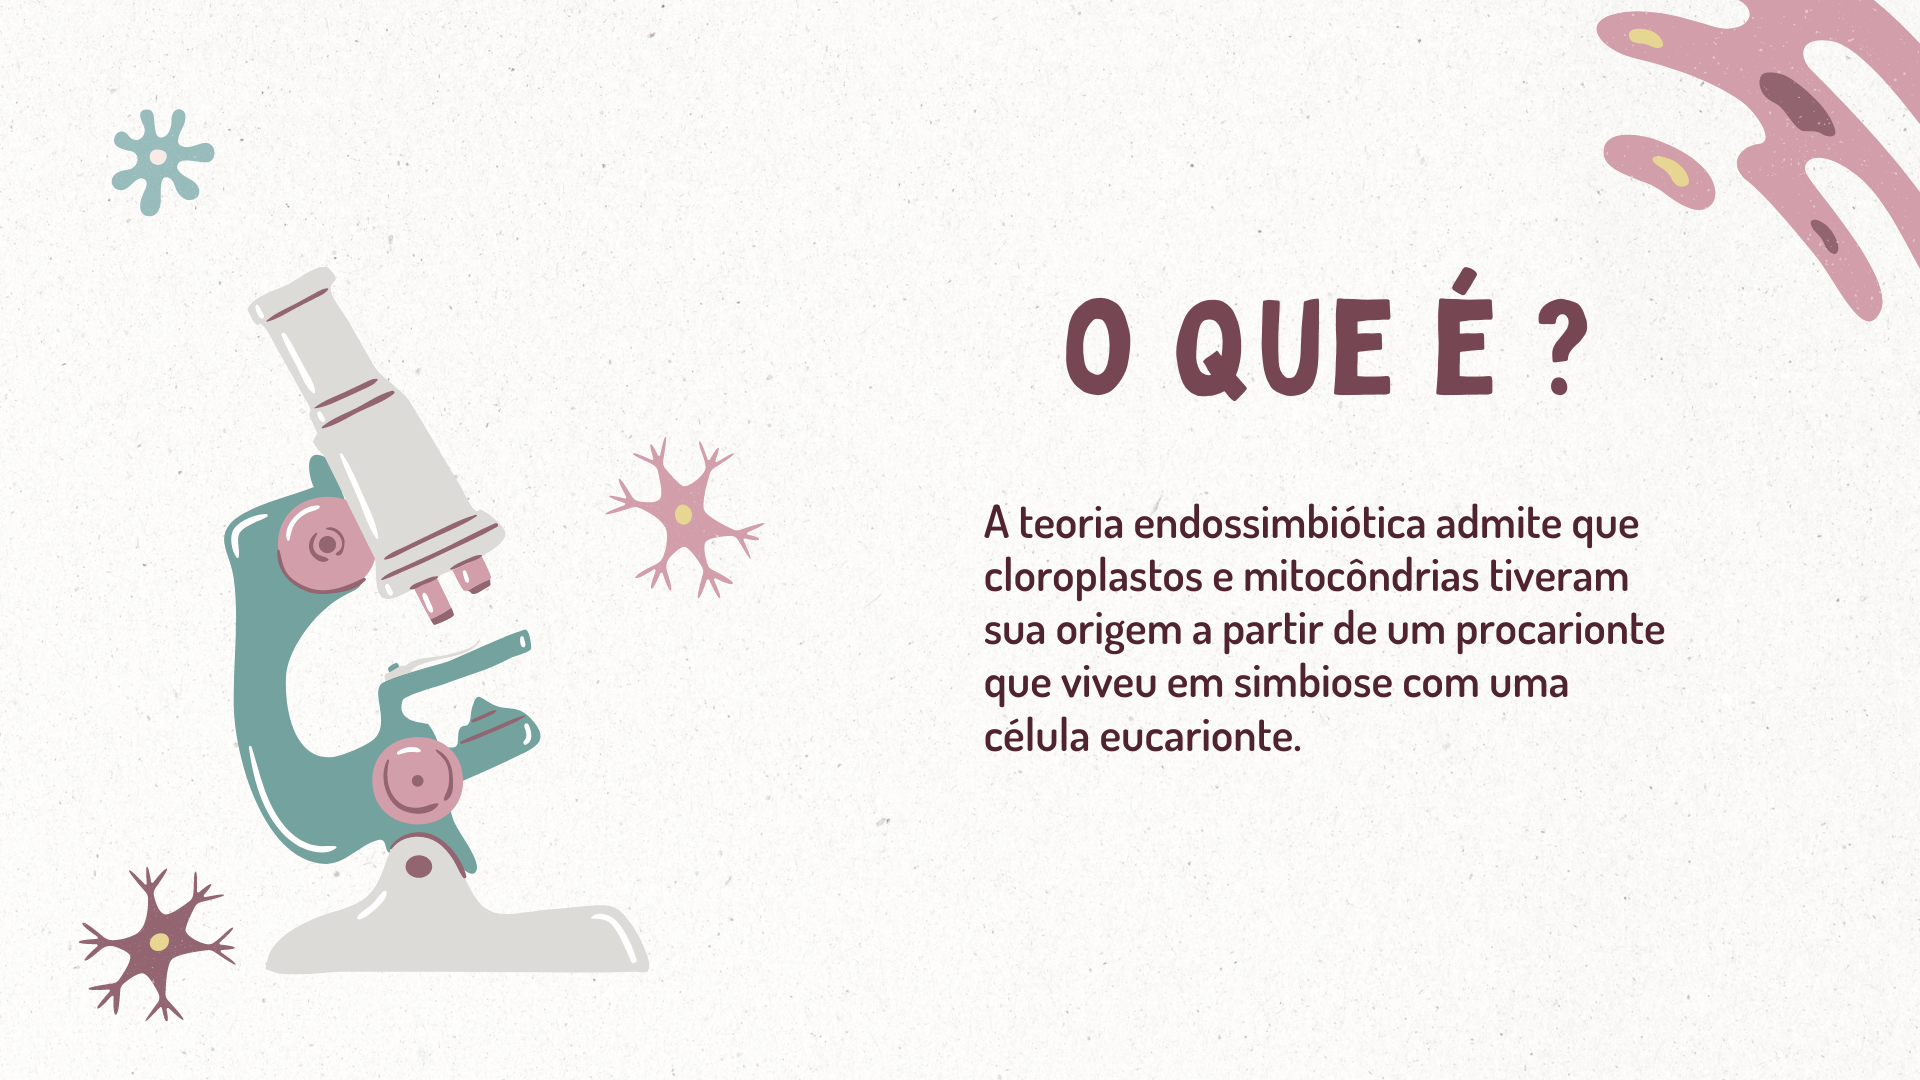 O QUE É ?
A teoria endossimbiótica admite que
cloroplastos e mitocôndrias tiveram
sua origem a partir de um procarionte
que viveu em simbiose com uma
célula eucarionte.